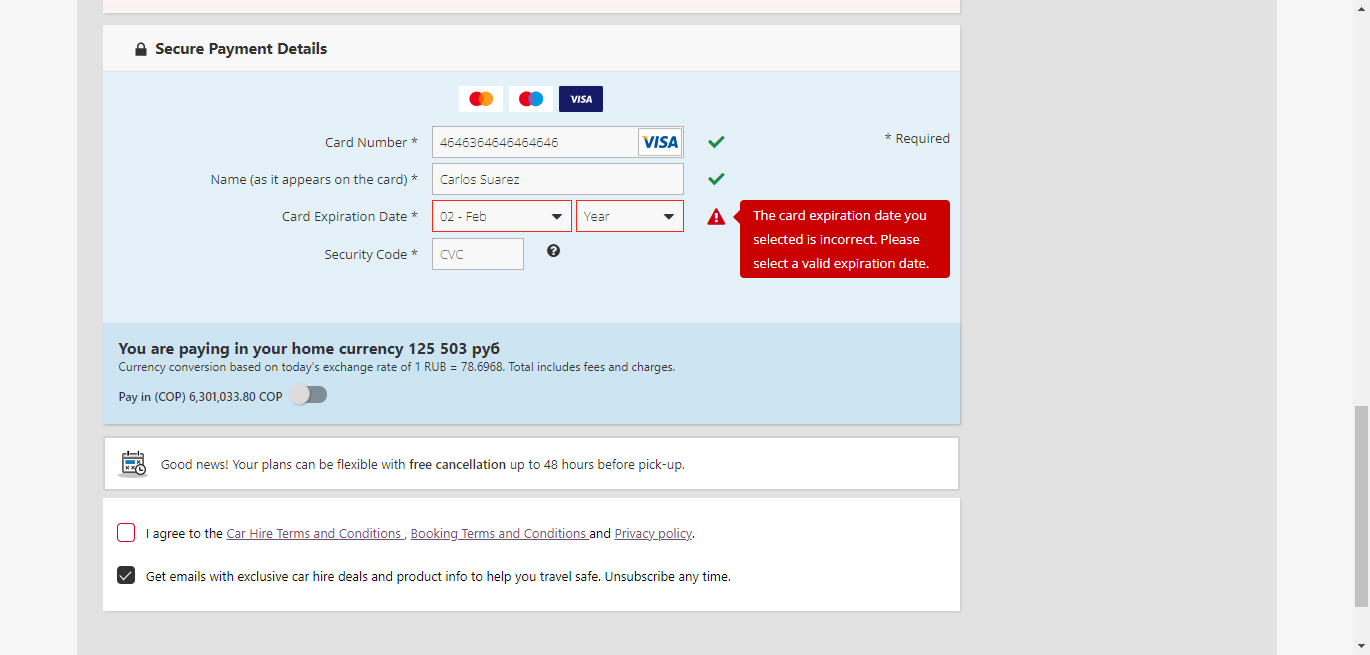 Secure Payment Details
VISA
Card Number *
4646364646464646
VISA
* Required
Name (as it appears on the card) *
Carlos Suarez
Card Expiration Date *
02 - Feb
Year
The card expiration date you
selected is incorrect. Please
select a valid expiration date.
Security Code *
CVC
You are paying in your home currency 125 503 руб
Currency conversion based on today's exchange rate of 1 RUB = 78.6968. Total includes fees and charges.
Pay in (COP) 6,301,033.80 COP
Good news! Your plans can be flexible with free cancellation up to 48 hours before pick-up.
I agree to the Car Hire Terms and Conditions , Booking Terms and Conditions and Privacy policy.
Get emails with exclusive car hire deals and product info to help you travel safe. Unsubscribe any time.